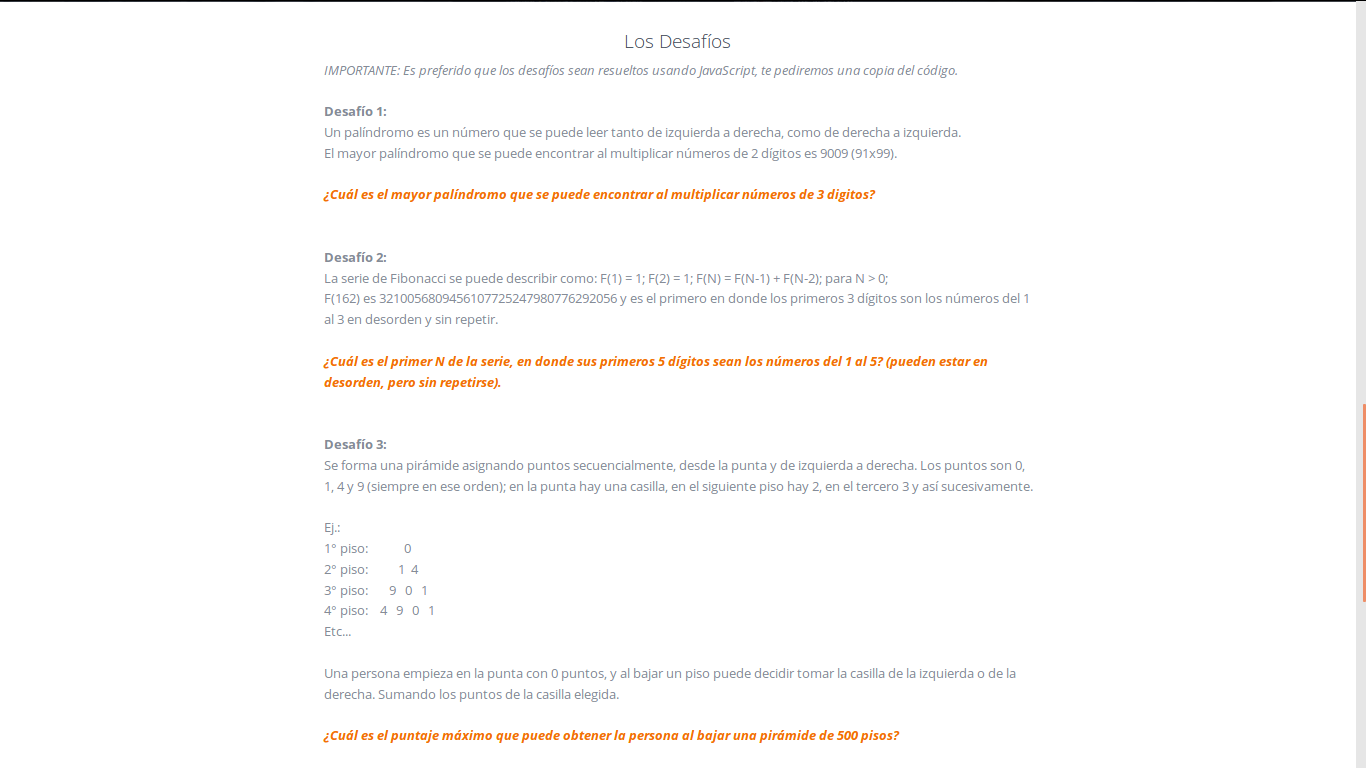 Los Desafíos
IMPORTANTE: Es preferido que los desafíos sean resueltos usando JavaScript, te pediremos una copia del código.
Desafío 1:
Un palíndromo es un número que se puede leer tanto de izquierda a derecha, como de derecha a izquierda.
El mayor palíndromo que se puede encontrar al multiplicar números de 2 dígitos es 9009 (91x99).
¿Cuál es el mayor palíndromo que se puede encontrar al multiplicar números de 3 digitos?
Desafío 2:
La serie de Fibonacci se puede describir como: F(1) = 1; F(2) = 1; F(N) = F(N-1) + F(N-2); para N > 0;
F(162) es 3210056809456107725247980776292056 y es el primero en donde los primeros 3 dígitos son los números del 1
al 3 en desorden y sin repetir.
¿Cuál es el primer N de la serie, en donde sus primeros 5 dígitos sean los números del 1 al 5? (pueden estar en
desorden, pero sin repetirse).
Desafío 3:
Se forma una pirámide asignando puntos secuencialmente, desde la punta y de izquierda a derecha. Los puntos son 0,
1, 4 y 9 (siempre en ese orden); en la punta hay una casilla, en el siguiente piso hay 2, en el tercero 3 y así sucesivamente.
Ej.:
1° piso: 0
2° piso: 1 4
3° piso: 9 0 1
4° piso: 4 9 0 1
Etc...
Una persona empieza en la punta con 0 puntos, y al bajar un piso puede decidir tomar la casilla de la izquierda o de la
derecha. Sumando los puntos de la casilla elegida.
¿Cuál es el puntaje máximo que puede obtener la persona al bajar una pirámide de 500 pisos?